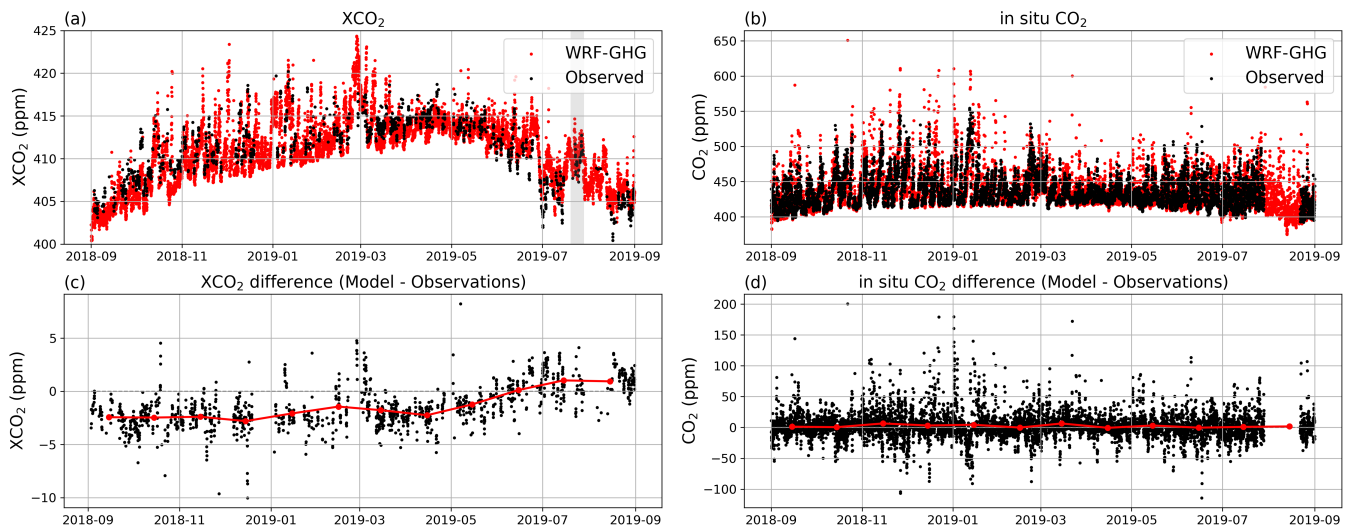 (a) XCO₂
XCO₂ (ppm)
425
420
415
410
405
400
WRF-GHG
Observed
2018-09 2018-11 2019-01 2019-03 2019-05 2019-07 2019-09
(b) in situ CO₂
CO₂ (ppm)
650
600
550
500
450
400
WRF-GHG
Observed
2018-09 2018-11 2019-01 2019-03 2019-05 2019-07 2019-09
(c) XCO₂ difference (Model - Observations)
XCO₂ (ppm)
5
0
−5
−10
2018-09 2018-11 2019-01 2019-03 2019-05 2019-07 2019-09
(d) in situ CO₂ difference (Model - Observations)
CO₂ (ppm)
200
150
100
50
0
−50
−100
2018-09 2018-11 2019-01 2019-03 2019-05 2019-07 2019-09